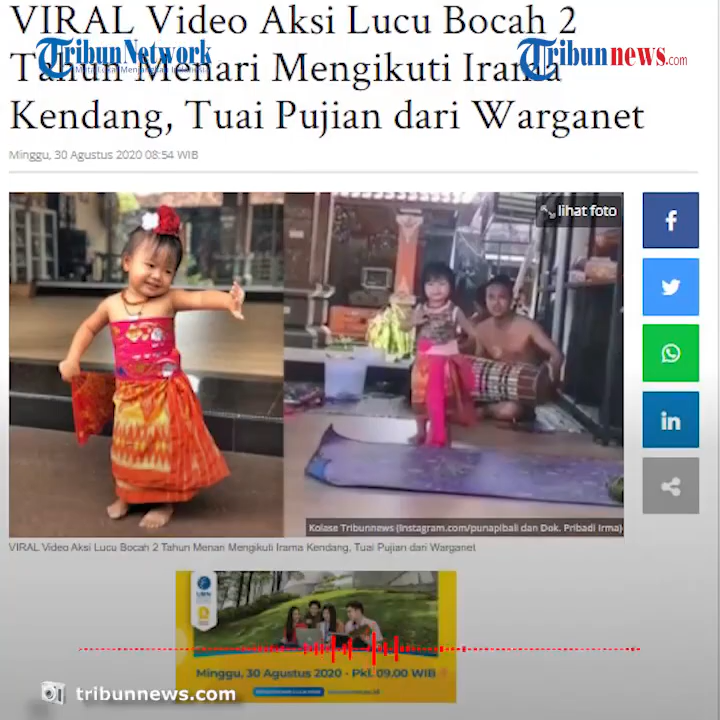 VIRAL Video Aksi Lucu Bocah 2
Tribun Network
Tribunnews.com
Tahun Menari Mengikuti Irama
Kendang, Tuai Pujian dari Warganet
Minggu, 30 Agustus 2020 08:54 WIB
lihat foto
Kolase Tribunnews (Instagram.com/punapibali dan Dok. Pribadi Irma)
VIRAL Video Aksi Lucu Bocah 2 Tahun Menari Mengikuti Irama Kendang, Tuai Pujian dari Warganet
Minggu, 30 Agustus 2020 - Pkl. 09.00 WIB
tribunnews.com